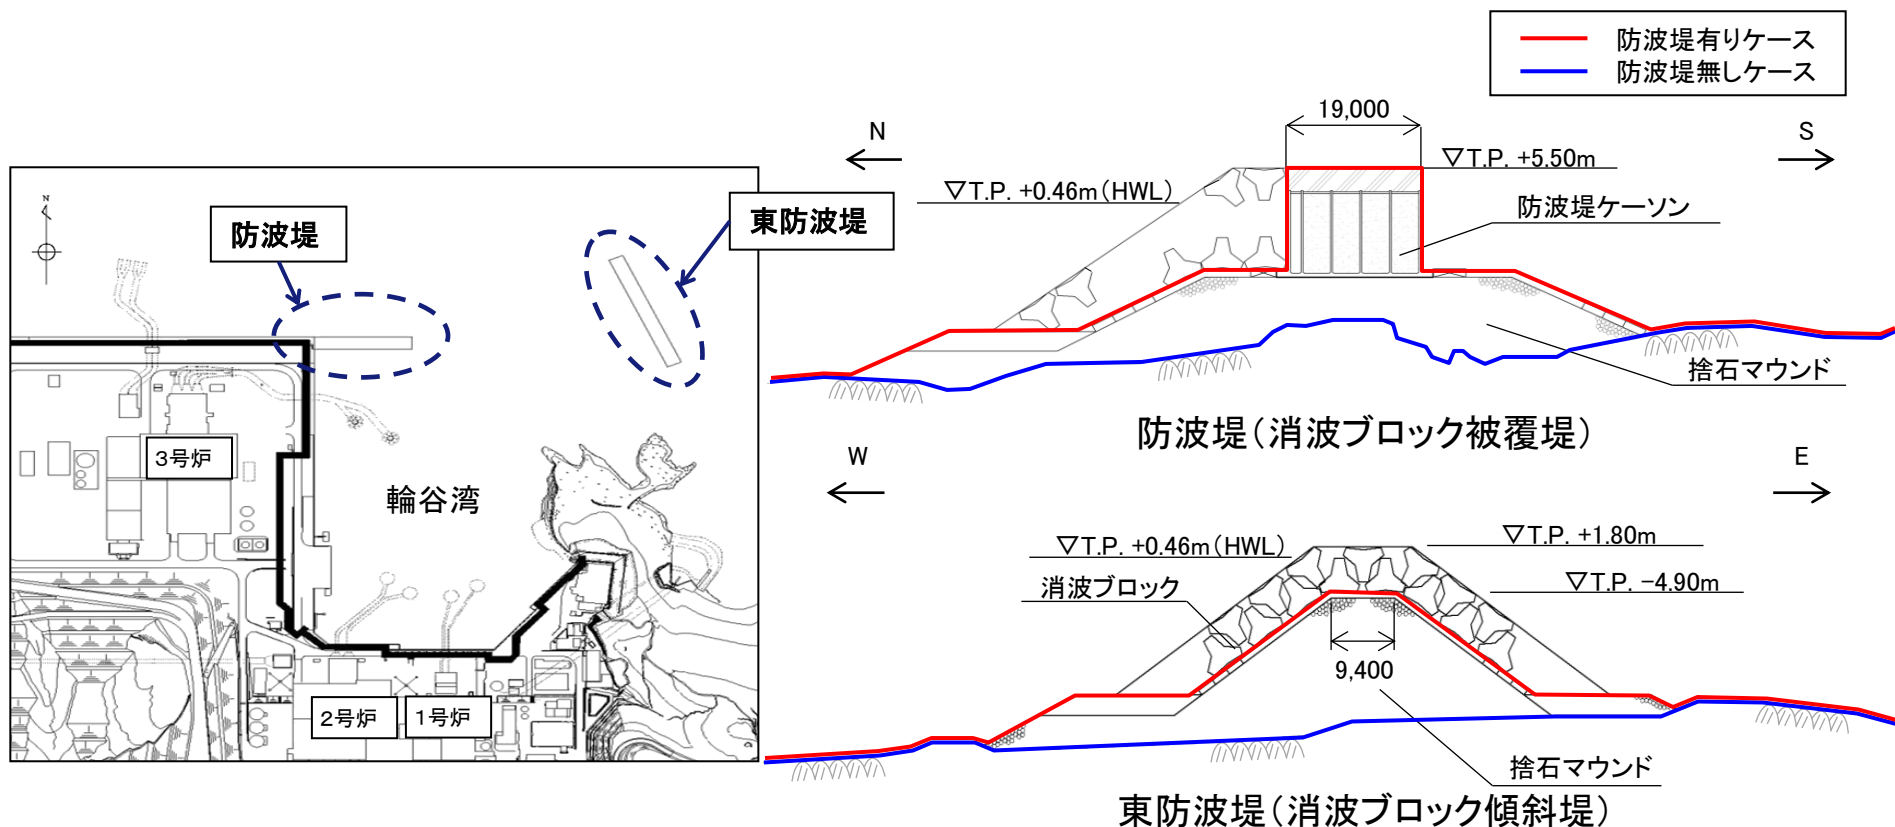 防波堤有りケース
防波堤無しケース
N
防波堤
東防波堤
3号炉
輪谷湾
2号炉
1号炉
N
19,000
S
▽T.P. +5.50m
▽T.P. +0.46m(HWL)
防波堤ケーソン
捨石マウンド
防波堤(消波ブロック被覆堤)
W
E
▽T.P. +0.46m(HWL)
▽T.P. +1.80m
消波ブロック
▽T.P. −4.90m
9,400
捨石マウンド
東防波堤(消波ブロック傾斜堤)